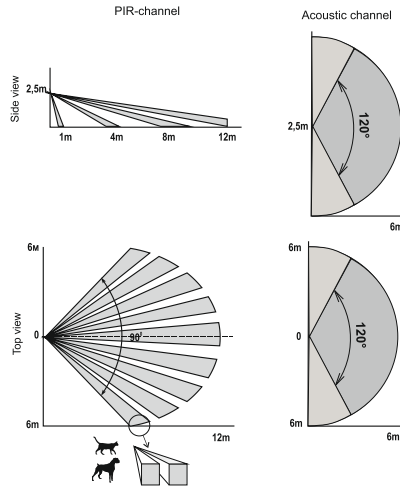 PIR-channel
Acoustic channel
Side view
2,5m
1m
4m
8m
12m
2,5m
120°
6m
Top view
6м
0
6m
90°
12m
6m
0
6m
120°
6m